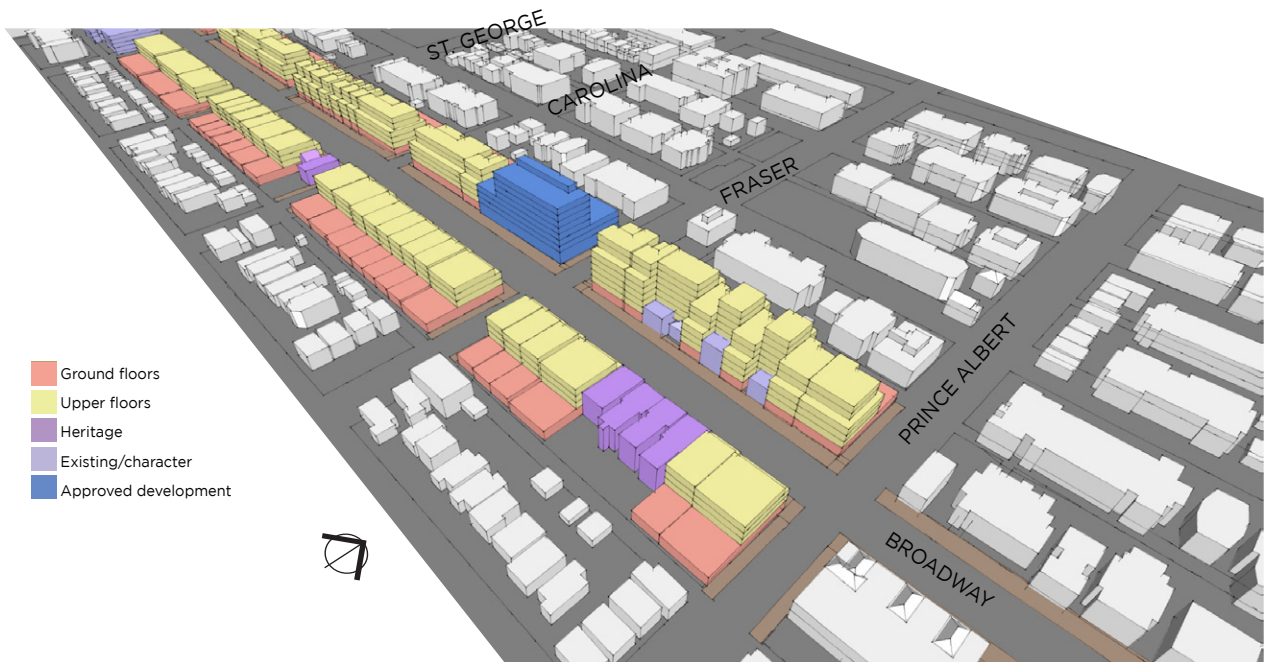 ST. GEORGE
CAROLINA
FRASER
PRINCE ALBERT
BROADWAY
Ground floors
Upper floors
Heritage
Existing/character
Approved development